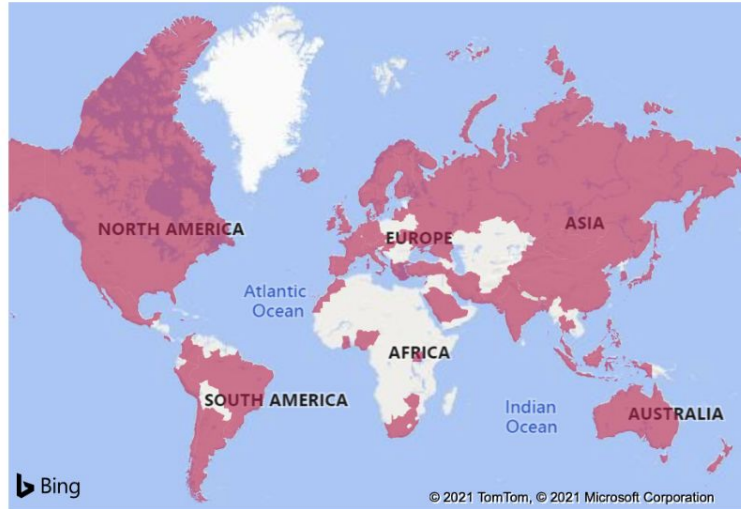 NORTH AMERICA
EUROPE
ASIA
Atlantic
Ocean
AFRICA
SOUTH AMERICA
Indian
Ocean
AUSTRALIA
Bing
© 2021 TomTom, © 2021 Microsoft Corporation